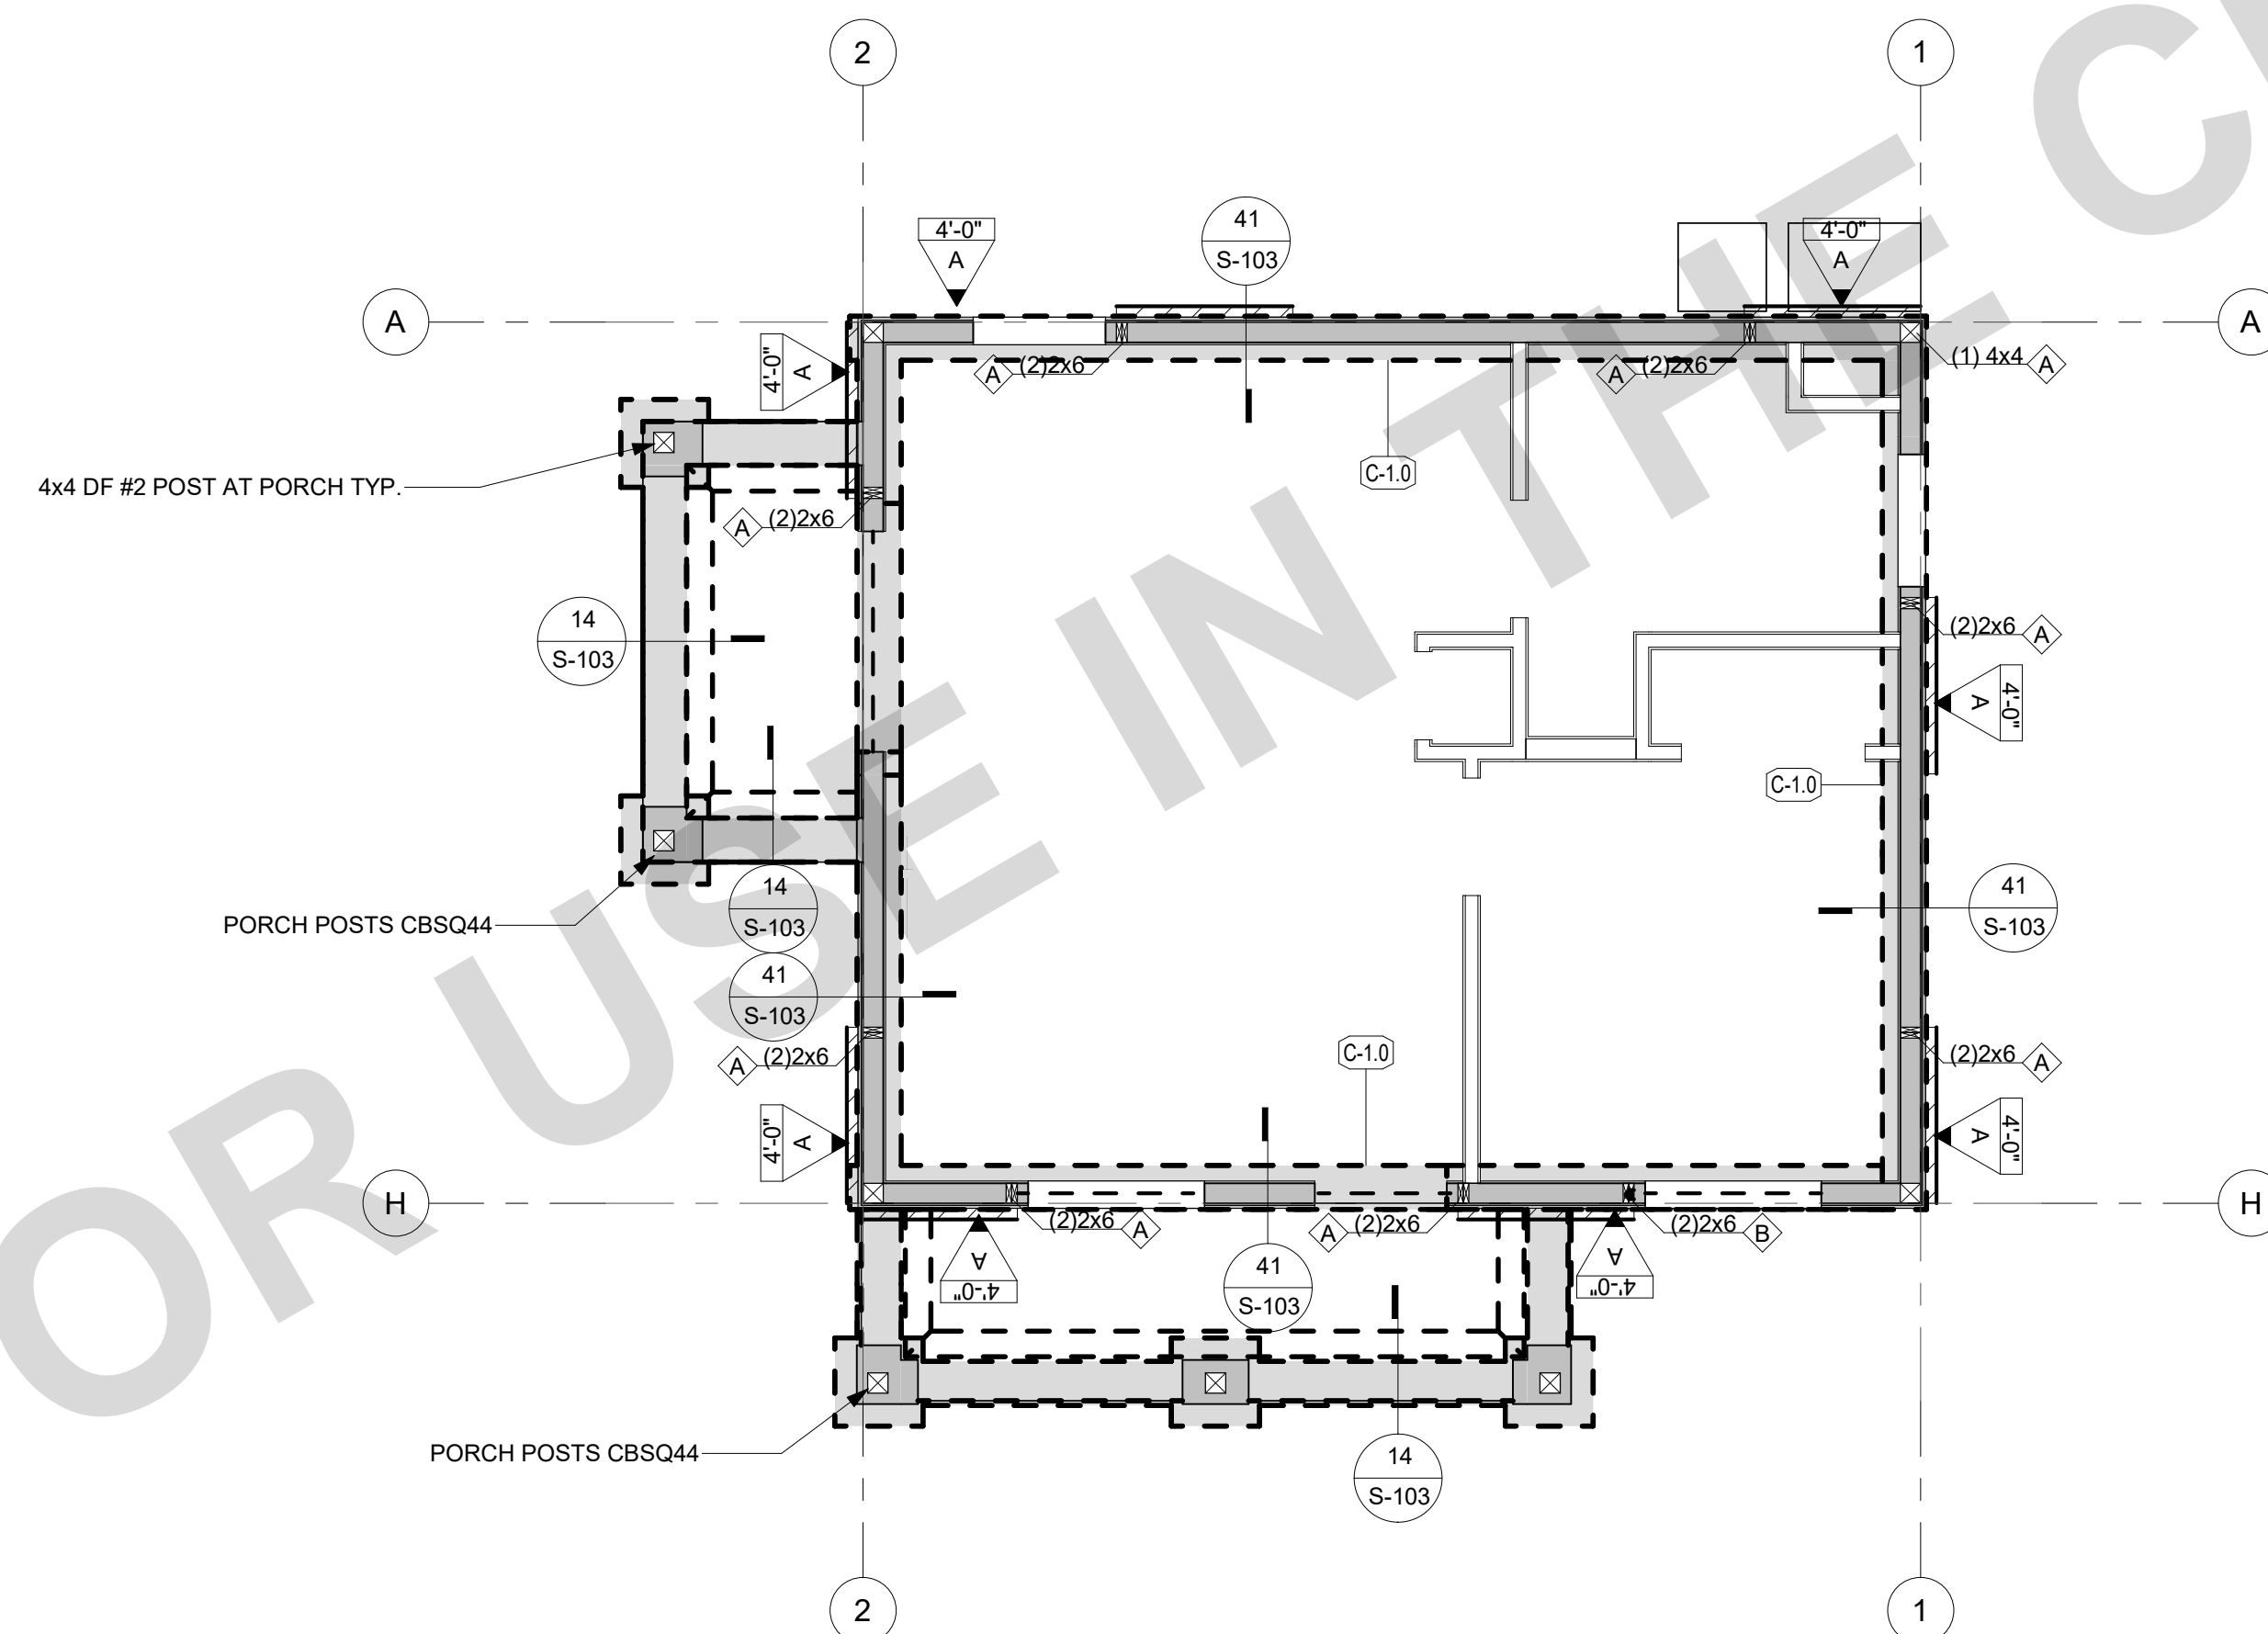 2
1
41
S-103
4'-0"
A
4'-0"
A
A
A
4'-0"
A
A
(2)2x6
A
(2)2x6
(1) 4x4
A
C-1.0
4x4 DF #2 POST AT PORCH TYP.
A
(2)2x6
14
S-103
(2)2x6
A
4'-0"
A
C-1.0
14
S-103
41
S-103
PORCH POSTS CBSQ44
41
S-103
A
(2)2x6
C-1.0
(2)2x6
A
4'-0"
A
4'-0"
A
H
H
(2)2x6
A
A
(2)2x6
(2)2x6
B
A
4'-0"
41
S-103
A
4'-0"
PORCH POSTS CBSQ44
14
S-103
2
1
OR USE IN THE